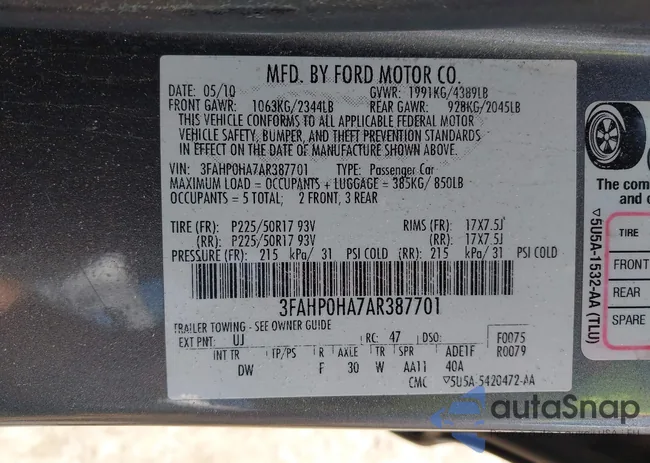 MFD. BY FORD MOTOR CO.
DATE: 05/10 GVWR: 1991KG/4389LB
FRONT GAWR: 1063KG/2344LB REAR GAWR: 928KG/2045LB
THIS VEHICLE CONFORMS TO ALL APPLICABLE FEDERAL MOTOR
VEHICLE SAFETY, BUMPER, AND THEFT PREVENTION STANDARDS
IN EFFECT ON THE DATE OF MANUFACTURE SHOWN ABOVE.
VIN: 3FAHP0HA7AR387701 TYPE: Passenger Car
MAXIMUM LOAD = OCCUPANTS + LUGGAGE = 385KG/850LB
OCCUPANTS = 5 TOTAL; 2 FRONT, 3 REAR
TIRE (FR): P225/50R17 93V RIMS (FR): 17X7.5J
(RR): P225/50R17 93V (RR): 17X7.5J
PRESSURE (FR): 215 kPa/ 31 PSI COLD (RR): 215 kPa/ 31 PSI COLD
3FAHP0HA7AR387701
TRAILER TOWING - SEE OWNER GUIDE
EXT PNT: UJ RC: 47 DSO: F0075
INT TR TP/PS R AXLE TR SPR ADE1F R0079
DW F 30 W AA11 40A
CMC ▽5U5A-5420472-AA
The com
and c
▽5U5A-1532-AA (TLU)
TIRE
FRONT
REAR
SPARE
autoSnap